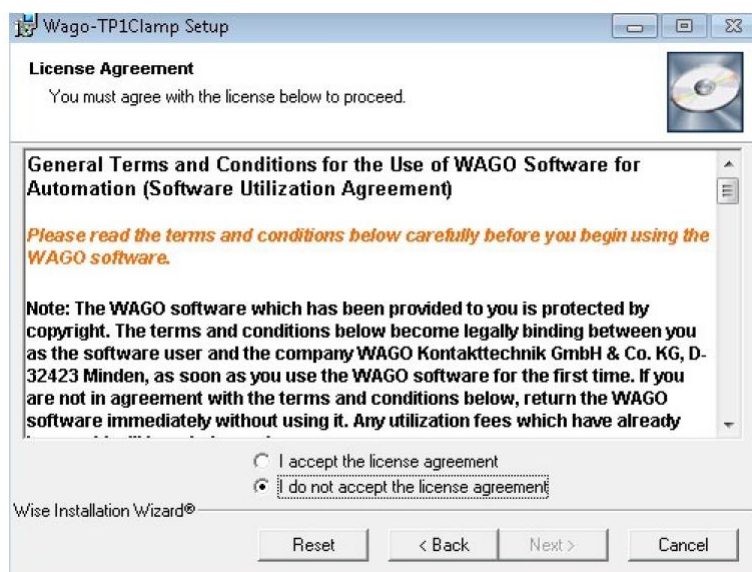 Wago-TP1Clamp Setup
License Agreement
You must agree with the license below to proceed.
General Terms and Conditions for the Use of WAGO Software for
Automation (Software Utilization Agreement)
Please read the terms and conditions below carefully before you begin using the
WAGO software.
Note: The WAGO software which has been provided to you is protected by
copyright. The terms and conditions below become legally binding between you
as the software user and the company WAGO Kontakttechnik GmbH & Co. KG, D-
32423 Minden, as soon as you use the WAGO software for the first time. If you
are not in agreement with the terms and conditions below, return the WAGO
software immediately without using it. Any utilization fees which have already
I accept the license agreement
I do not accept the license agreement
Wise Installation Wizard®
Reset
< Back
Next >
Cancel